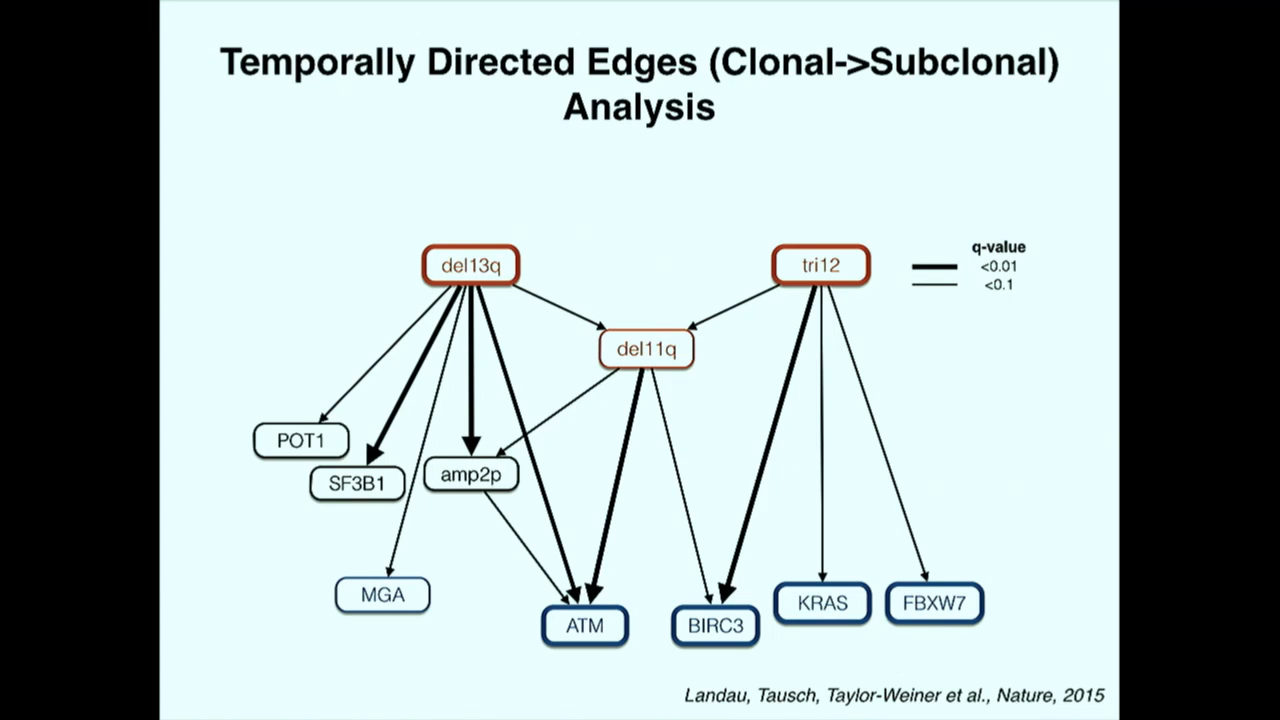 Temporally Directed Edges (Clonal->Subclonal)
Analysis
q-value
<0.01
<0.1
del13q
tri12
del11q
POT1
SF3B1
amp2p
MGA
ATM
BIRC3
KRAS
FBXW7
Landau, Tausch, Taylor-Weiner et al., Nature, 2015